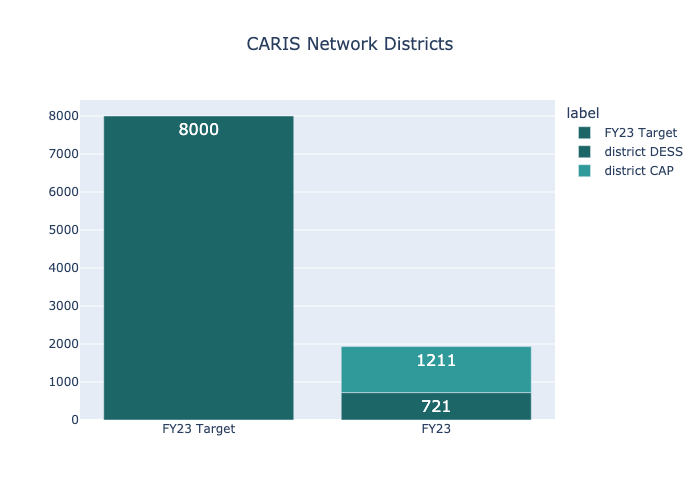 CARIS Network Districts
8000
7000
6000
5000
4000
3000
2000
1000
0
8000
1211
721
FY23 Target
FY23
label
FY23 Target
district DESS
district CAP